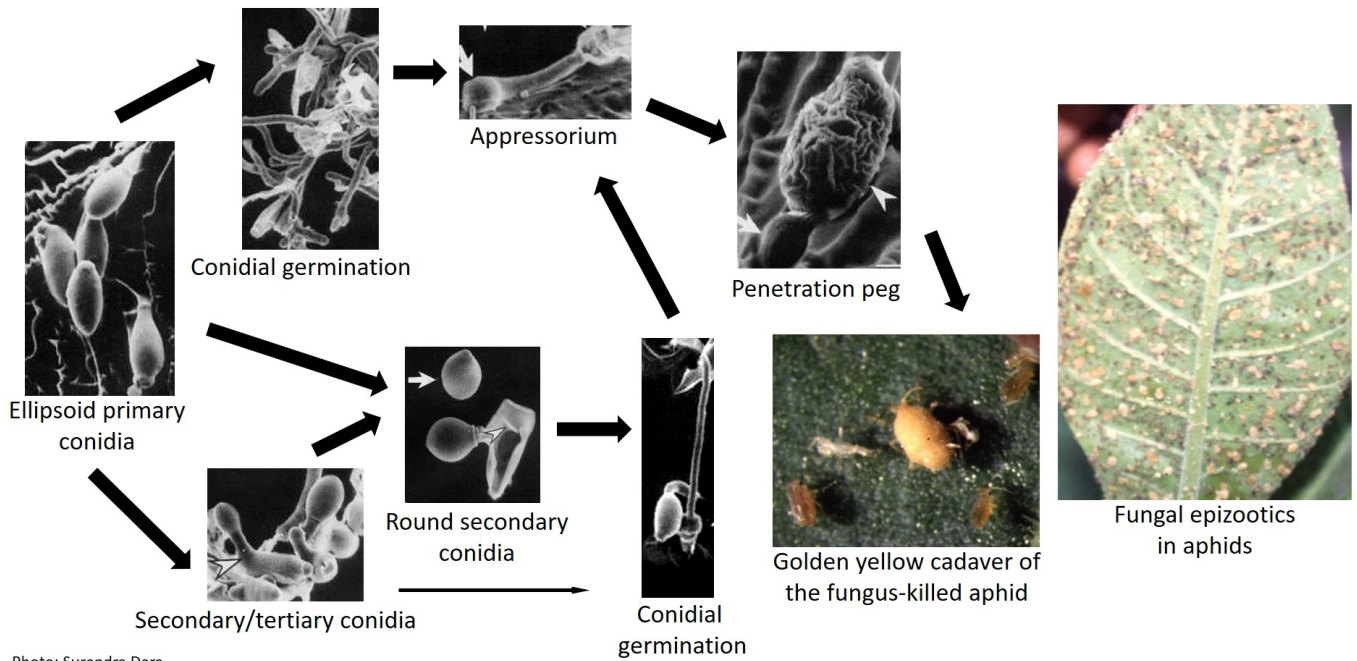 Conidial germination
Appressorium
Penetration peg
Ellipsoid primary
conidia
Round secondary
conidia
Secondary/tertiary conidia
Conidial
germination
Golden yellow cadaver of
the fungus-killed aphid
Fungal epizootics
in aphids
Photo: Surendra Dara